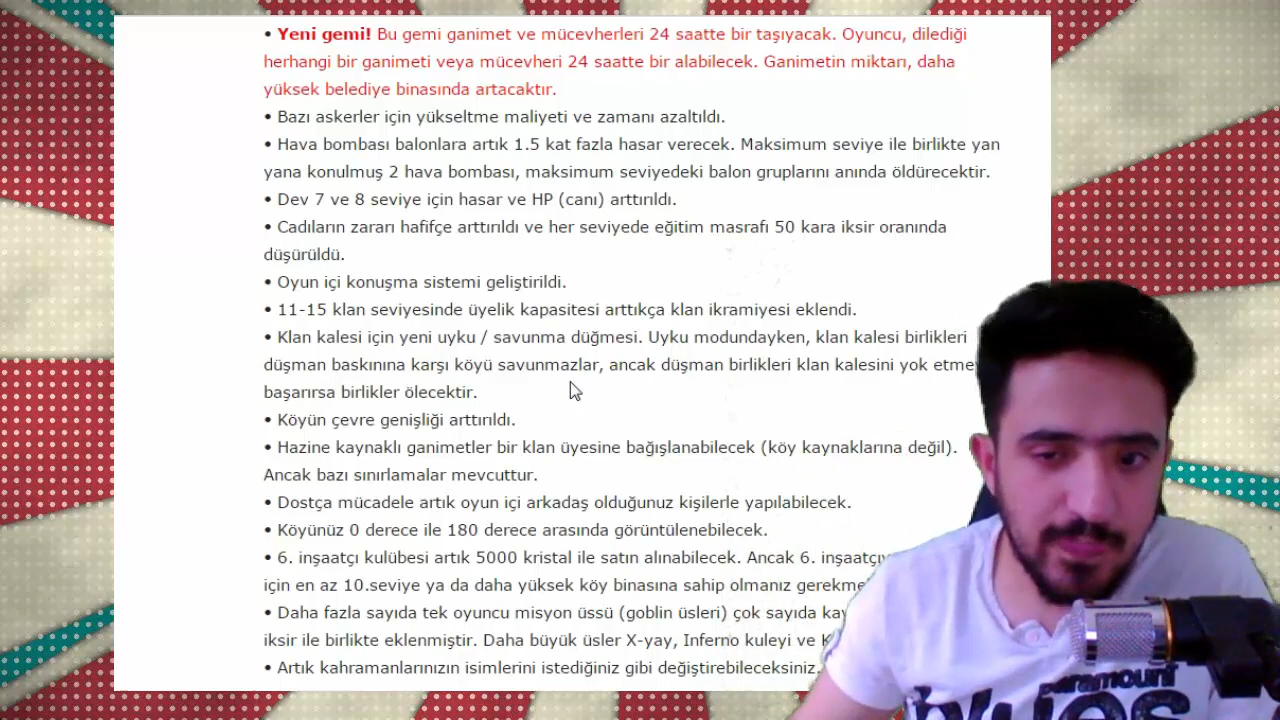 • Yeni gemi! Bu gemi ganimet ve mücevherleri 24 saatte bir taşıyacak. Oyuncu, dilediği
herhangi bir ganimeti veya mücevheri 24 saatte bir alabilecek. Ganimetin miktarı, daha
yüksek belediye binasında artacaktır.
• Bazı askerler için yükseltme maliyeti ve zamanı azaltıldı.
• Hava bombası balonlara artık 1.5 kat fazla hasar verecek. Maksimum seviye ile birlikte yan
yana konulmuş 2 hava bombası, maksimum seviyedeki balon gruplarını anında öldürecektir.
• Dev 7 ve 8 seviye için hasar ve HP (canı) arttırıldı.
• Cadıların zararı hafifçe arttırıldı ve her seviyede eğitim masrafı 50 kara iksir oranında
düşürüldü.
• Oyun içi konuşma sistemi geliştirildi.
• 11-15 klan seviyesinde üyelik kapasitesi arttıkça klan ikramiyesi eklendi.
• Klan kalesi için yeni uyku / savunma düğmesi. Uyku modundayken, klan kalesi birlikleri
düşman baskınına karşı köyü savunmazlar, ancak düşman birlikleri klan kalesini yok etme
başarırsa birlikler ölecektir.
• Köyün çevre genişliği arttırıldı.
• Hazine kaynaklı ganimetler bir klan üyesine bağışlanabilecek (köy kaynaklarına değil).
Ancak bazı sınırlamalar mevcuttur.
• Dostça mücadele artık oyun içi arkadaş olduğunuz kişilerle yapılabilecek.
• Köyünüz 0 derece ile 180 derece arasında görüntülenebilecek.
• 6. inşaatçı kulübesi artık 5000 kristal ile satın alınabilecek. Ancak 6. inşaatçı
için en az 10.seviye ya da daha yüksek köy binasına sahip olmanız gerekme
• Daha fazla sayıda tek oyuncu misyon üssü (goblin üsleri) çok sayıda kay
iksir ile birlikte eklenmiştir. Daha büyük üsler X-yay, Inferno kuleyi ve K
• Artık kahramanlarınızın isimlerini istediğiniz gibi değiştirebileceksiniz.
paramount
blues